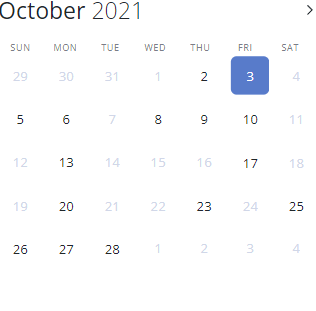 October 2021
SUN MON TUE WED THU FRI SAT
29 30 31 1 2 3 4
5 6 7 8 9 10 11
12 13 14 15 16 17 18
19 20 21 22 23 24 25
26 27 28 1 2 3 4